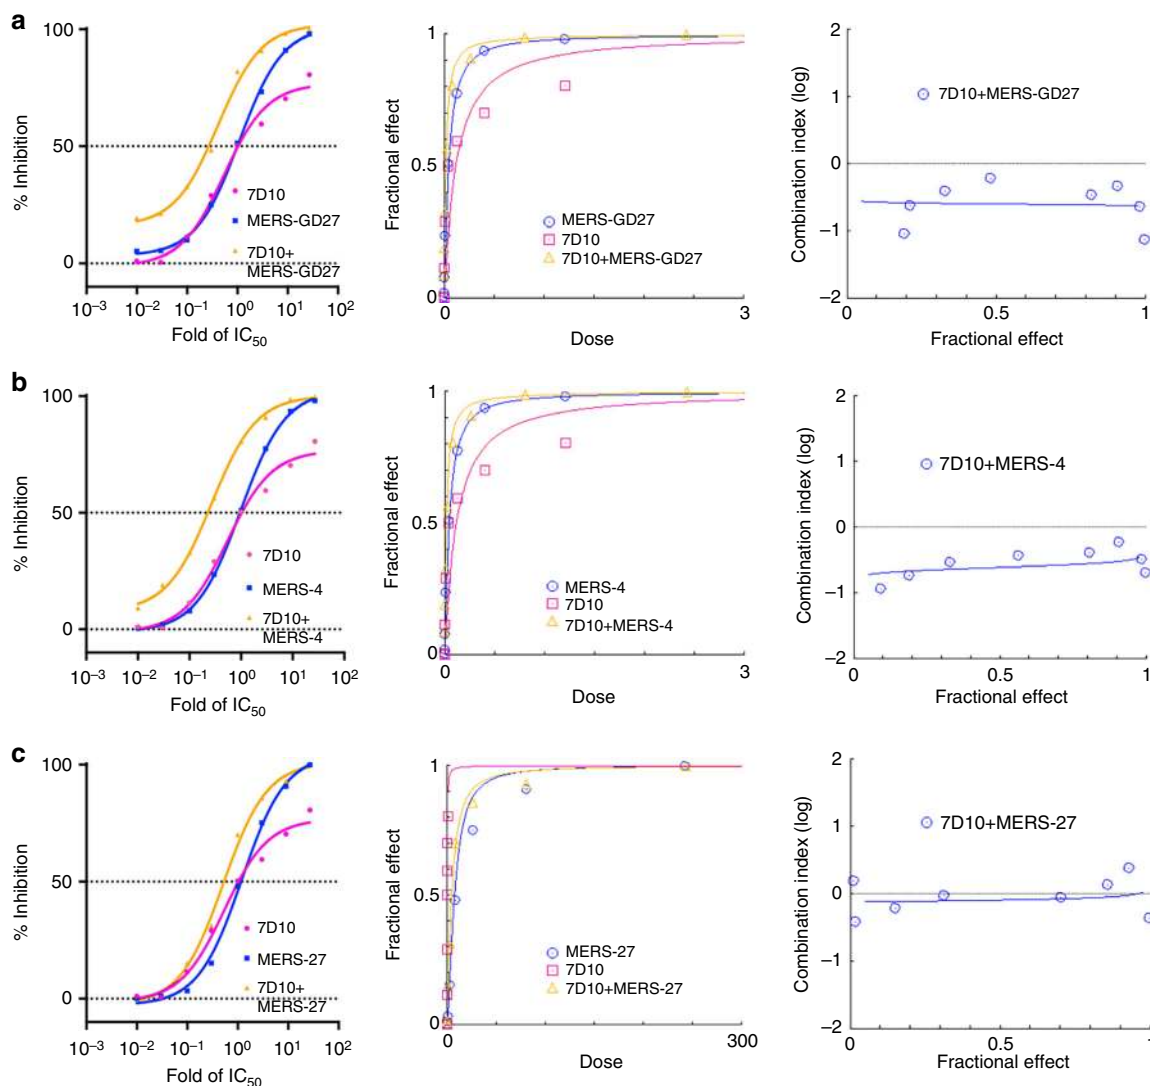 a
100
50
0
% Inhibition
7D10
MERS-GD27
7D10+
MERS-GD27
10⁻³ 10⁻² 10⁻¹ 10⁰ 10¹ 10²
Fold of IC₅₀
1
0.5
0
Fractional effect
MERS-GD27
7D10
7D10+MERS-GD27
0 3
Dose
2
1
0
−1
−2
Combination index (log)
7D10+MERS-GD27
0 0.5 1
Fractional effect
b
100
50
0
% Inhibition
7D10
MERS-4
7D10+
MERS-4
10⁻³ 10⁻² 10⁻¹ 10⁰ 10¹ 10²
Fold of IC₅₀
1
0.5
0
Fractional effect
MERS-4
7D10
7D10+MERS-4
0 3
Dose
2
1
0
−1
−2
Combination index (log)
7D10+MERS-4
0 0.5 1
Fractional effect
c
100
50
0
% Inhibition
7D10
MERS-27
7D10+
MERS-27
10⁻³ 10⁻² 10⁻¹ 10⁰ 10¹ 10²
Fold of IC₅₀
1
0.5
0
Fractional effect
MERS-27
7D10
7D10+MERS-27
0 300
Dose
2
1
0
−1
−2
Combination index (log)
7D10+MERS-27
0 0.5 1
Fractional effect